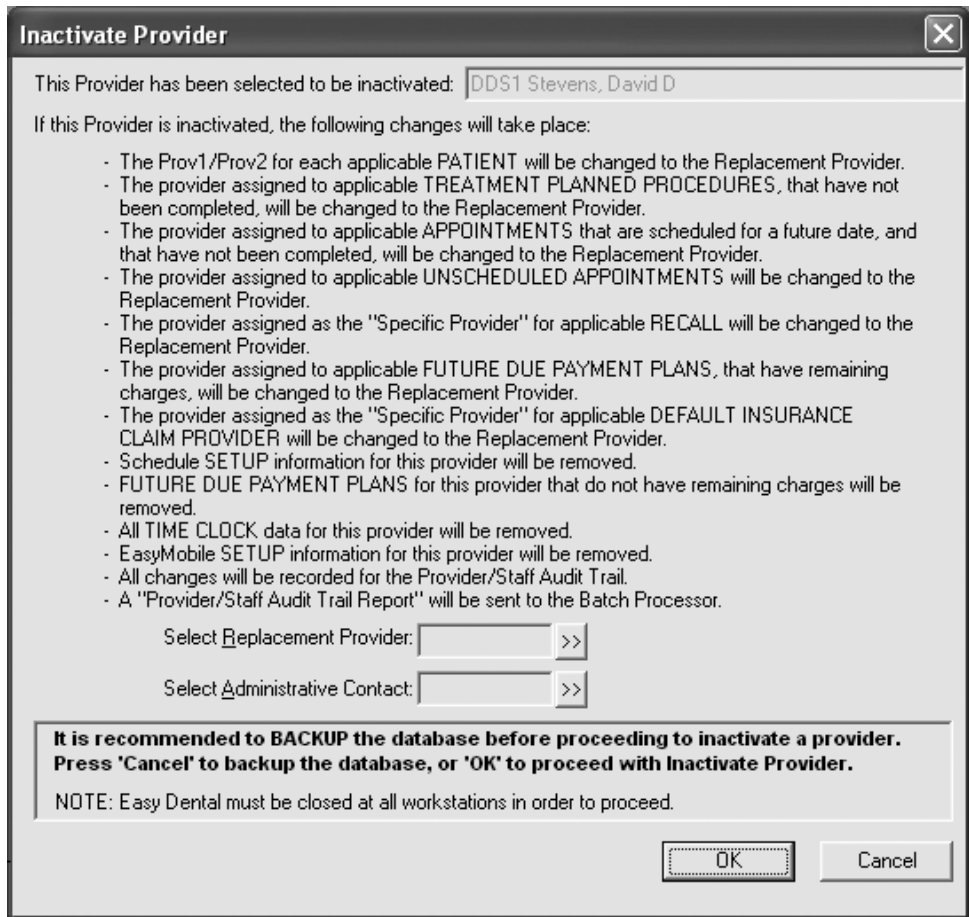 Inactivate Provider
This Provider has been selected to be inactivated: DDS1 Stevens, David D
If this Provider is inactivated, the following changes will take place:
- The Prov1/Prov2 for each applicable PATIENT will be changed to the Replacement Provider.
- The provider assigned to applicable TREATMENT PLANNED PROCEDURES, that have not
been completed, will be changed to the Replacement Provider.
- The provider assigned to applicable APPOINTMENTS that are scheduled for a future date, and
that have not been completed, will be changed to the Replacement Provider.
- The provider assigned to applicable UNSCHEDULED APPOINTMENTS will be changed to the
Replacement Provider.
- The provider assigned as the "Specific Provider" for applicable RECALL will be changed to the
Replacement Provider.
- The provider assigned to applicable FUTURE DUE PAYMENT PLANS, that have remaining
charges, will be changed to the Replacement Provider.
- The provider assigned as the "Specific Provider" for applicable DEFAULT INSURANCE
CLAIM PROVIDER will be changed to the Replacement Provider.
- Schedule SETUP information for this provider will be removed.
- FUTURE DUE PAYMENT PLANS for this provider that do not have remaining charges will be
removed.
- All TIME CLOCK data for this provider will be removed.
- EasyMobile SETUP information for this provider will be removed.
- All changes will be recorded for the Provider/Staff Audit Trail.
- A "Provider/Staff Audit Trail Report" will be sent to the Batch Processor.
Select Replacement Provider: >>
Select Administrative Contact: >>
It is recommended to BACKUP the database before proceeding to inactivate a provider.
Press 'Cancel' to backup the database, or 'OK' to proceed with Inactivate Provider.
NOTE: Easy Dental must be closed at all workstations in order to proceed.
OK Cancel